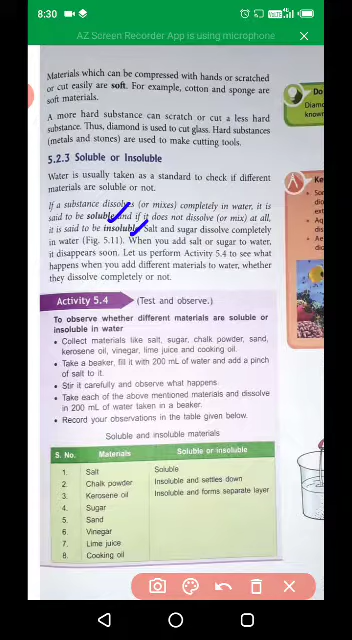 8:30
AZ Screen Recorder App is using microphone
Materials which can be compressed with hands or scratched
or cut easily are soft. For example, cotton and sponge are
soft materials.
A more hard substance can scratch or cut a less hard
substance. Thus, diamond is used to cut glass. Hard substances
(metals and stones) are used to make cutting tools.
5.2.3 Soluble or Insoluble
Water is usually taken as a standard to check if different
materials are soluble or not.
If a substance dissolves (or mixes) completely in water, it is
said to be soluble and if it does not dissolve (or mix) at all,
it is said to be insoluble. Salt and sugar dissolve completely
in water (Fig. 5.11). When you add salt or sugar to water,
it disappears soon. Let us perform Activity 5.4 to see what
happens when you add different materials to water, whether
they dissolve completely or not.
Activity 5.4 (Test and observe.)
To observe whether different materials are soluble or
insoluble in water
• Collect materials like salt, sugar, chalk powder, sand,
kerosene oil, vinegar, lime juice and cooking oil.
• Take a beaker, fill it with 200 mL of water and add a pinch
of salt to it.
• Stir it carefully and observe what happens.
• Take each of the above mentioned materials and dissolve
in 200 mL of water taken in a beaker.
• Record your observations in the table given below.
Soluble and insoluble materials
S. No. Materials Soluble or insoluble
1. Salt Soluble
2. Chalk powder Insoluble and settles down
3. Kerosene oil Insoluble and forms separate layer
4. Sugar
5. Sand
6. Vinegar
7. Lime juice
8. Cooking oil
Do
Diamo
known
Ke
So
dio
ext
Aq
dis
Ae
dio